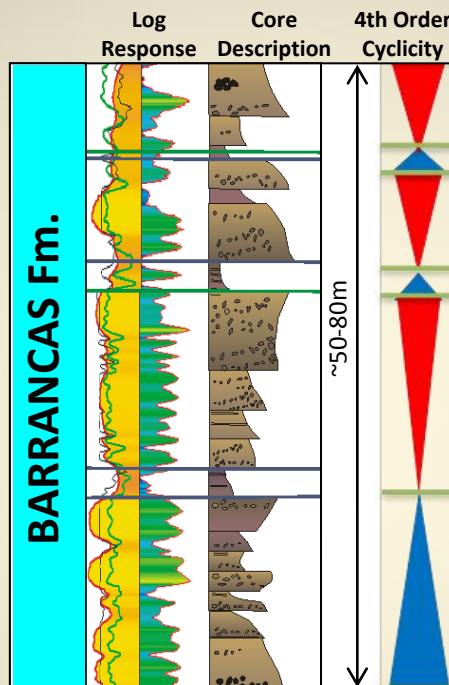 Log Response
Core Description
4th Order Cyclicity
BARRANCAS Fm.
~50-80m